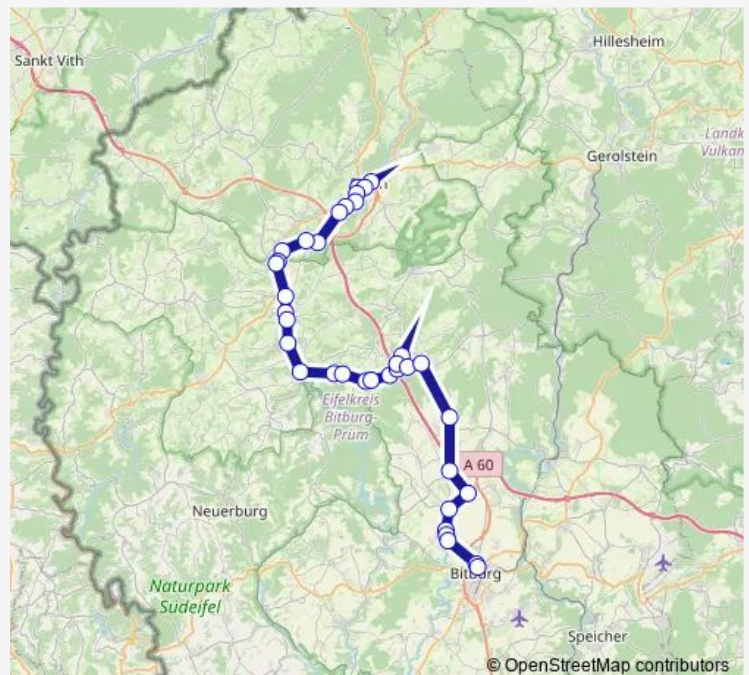 Hillesheim
Sankt Vith
Gerolstein
Landk
Vulkan
Eifelkreis
Bitburg-
Prüm
A 60
Neuerburg
Bitburg
Naturpark
Südeifel
Speicher
© OpenStreetMap contributors